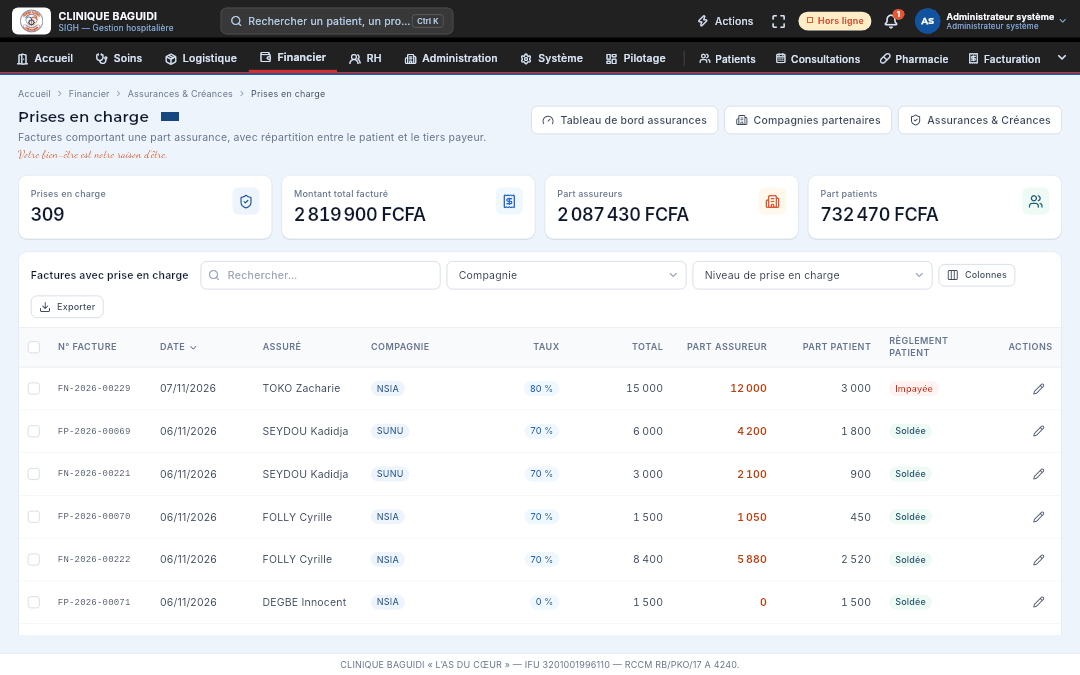 CLINIQUE BAGUIDI
SIGH — Gestion hospitalière
Rechercher un patient, un pro... Ctrl K
Actions
Hors ligne
1
AS
Administrateur système
Administrateur système
Accueil Soins Logistique Financier RH Administration Système Pilotage Patients Consultations Pharmacie Facturation
Accueil > Financier > Assurances & Créances > Prises en charge
Prises en charge
Factures comportant une part assurance, avec répartition entre le patient et le tiers payeur.
Votre bien-être est notre raison d'être.
Tableau de bord assurances
Compagnies partenaires
Assurances & Créances
Prises en charge
309
Montant total facturé
2 819 900 FCFA
Part assureurs
2 087 430 FCFA
Part patients
732 470 FCFA
Factures avec prise en charge
Rechercher...
Compagnie
Niveau de prise en charge
Colonnes
Exporter
N° FACTURE DATE ASSURÉ COMPAGNIE TAUX TOTAL PART ASSUREUR PART PATIENT RÈGLEMENT PATIENT ACTIONS
FN-2026-00229 07/11/2026 TOKO Zacharie NSIA 80 % 15 000 12 000 3 000 Impayée
FP-2026-00069 06/11/2026 SEYDOU Kadidja SUNU 70 % 6 000 4 200 1 800 Soldée
FN-2026-00221 06/11/2026 SEYDOU Kadidja SUNU 70 % 3 000 2 100 900 Soldée
FP-2026-00070 06/11/2026 FOLLY Cyrille NSIA 70 % 1 500 1 050 450 Soldée
FN-2026-00222 06/11/2026 FOLLY Cyrille NSIA 70 % 8 400 5 880 2 520 Soldée
FP-2026-00071 06/11/2026 DEGBE Innocent NSIA 0 % 1 500 0 1 500 Soldée
CLINIQUE BAGUIDI « L'AS DU CŒUR » — IFU 3201001996110 — RCCM RB/PKO/17 A 4240.